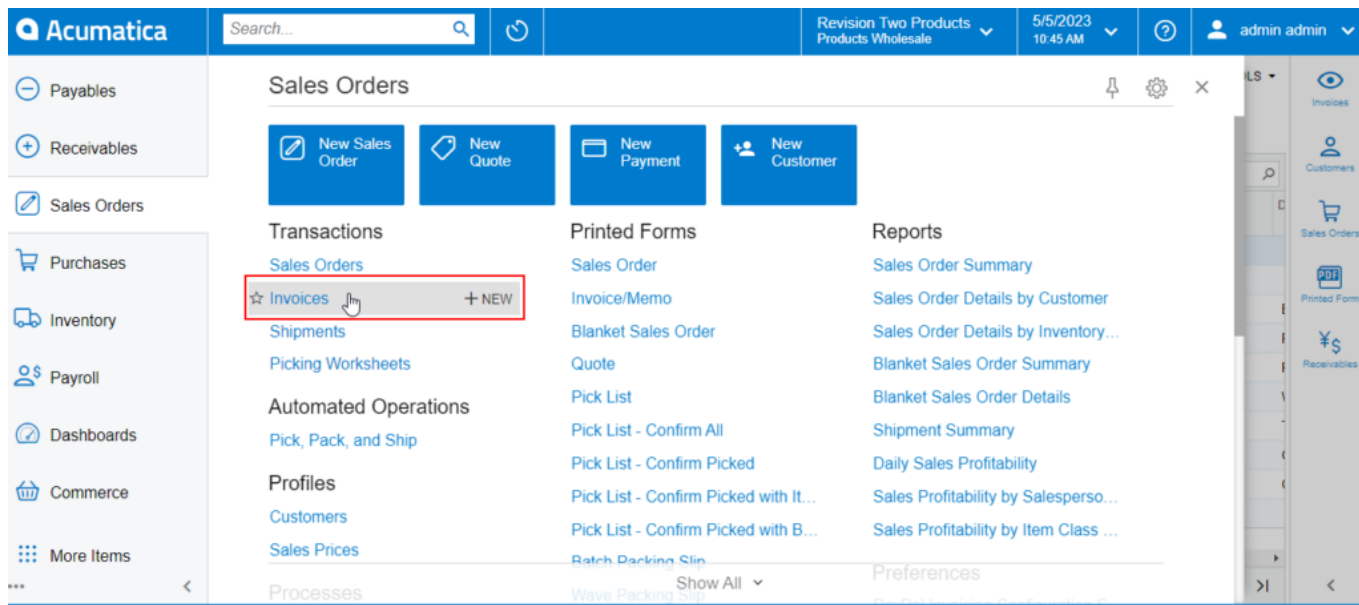 Acumatica
Search...
Revision Two Products
Products Wholesale
5/5/2023
10:45 AM
admin admin
Payables
Receivables
Sales Orders
Purchases
Inventory
Payroll
Dashboards
Commerce
More Items
Sales Orders
New Sales
Order
New
Quote
New
Payment
New
Customer
Transactions
Sales Orders
Invoices
+ NEW
Shipments
Picking Worksheets
Automated Operations
Pick, Pack, and Ship
Profiles
Customers
Sales Prices
Processes
Printed Forms
Sales Order
Invoice/Memo
Blanket Sales Order
Quote
Pick List
Pick List - Confirm All
Pick List - Confirm Picked
Pick List - Confirm Picked with It...
Pick List - Confirm Picked with B...
Batch Packing Slip
Wave Packing Slip
Reports
Sales Order Summary
Sales Order Details by Customer
Sales Order Details by Inventory...
Blanket Sales Order Summary
Blanket Sales Order Details
Shipment Summary
Daily Sales Profitability
Sales Profitability by Salesperso...
Sales Profitability by Item Class ...
Preferences
Show All
LS
Invoices
Customers
Sales Orders
PDF
Printed Form
¥$
Receivables